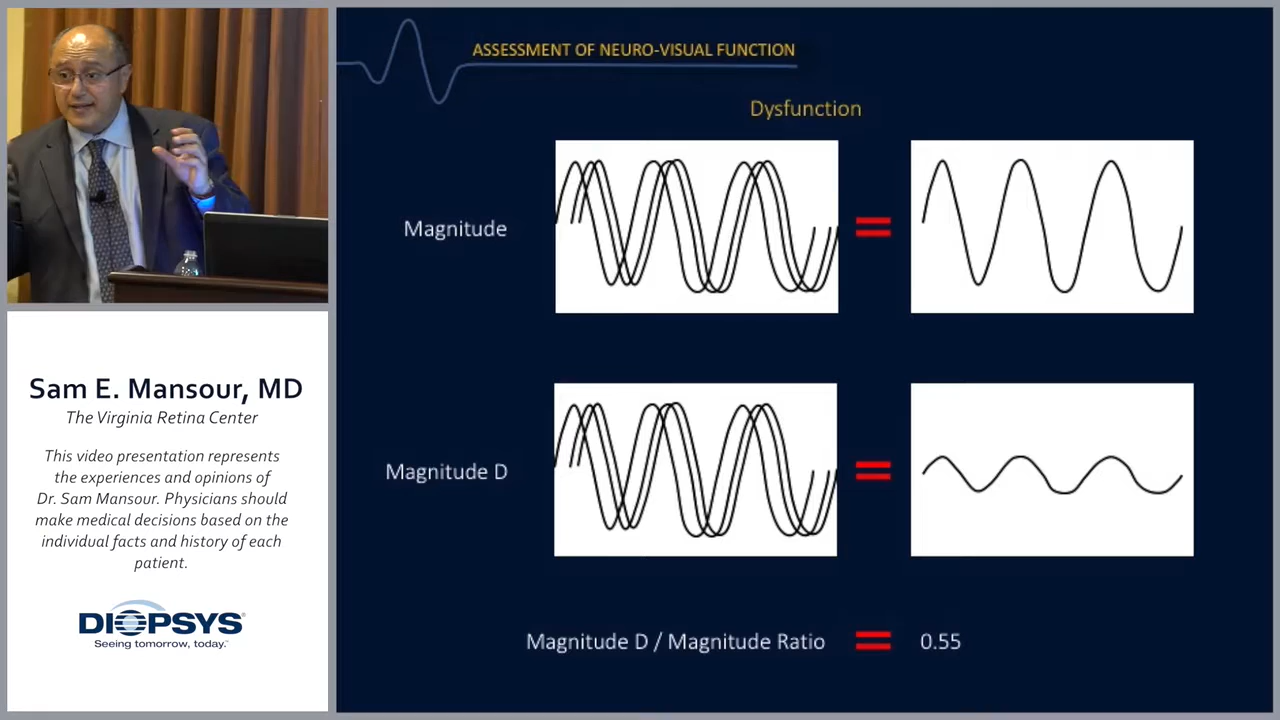 ASSESSMENT OF NEURO-VISUAL FUNCTION
Dysfunction
Magnitude
=
Magnitude D
=
Magnitude D / Magnitude Ratio = 0.55
Sam E. Mansour, MD
The Virginia Retina Center
This video presentation represents
the experiences and opinions of
Dr. Sam Mansour. Physicians should
make medical decisions based on the
individual facts and history of each
patient.
DIOPSYS®
Seeing tomorrow, today.™